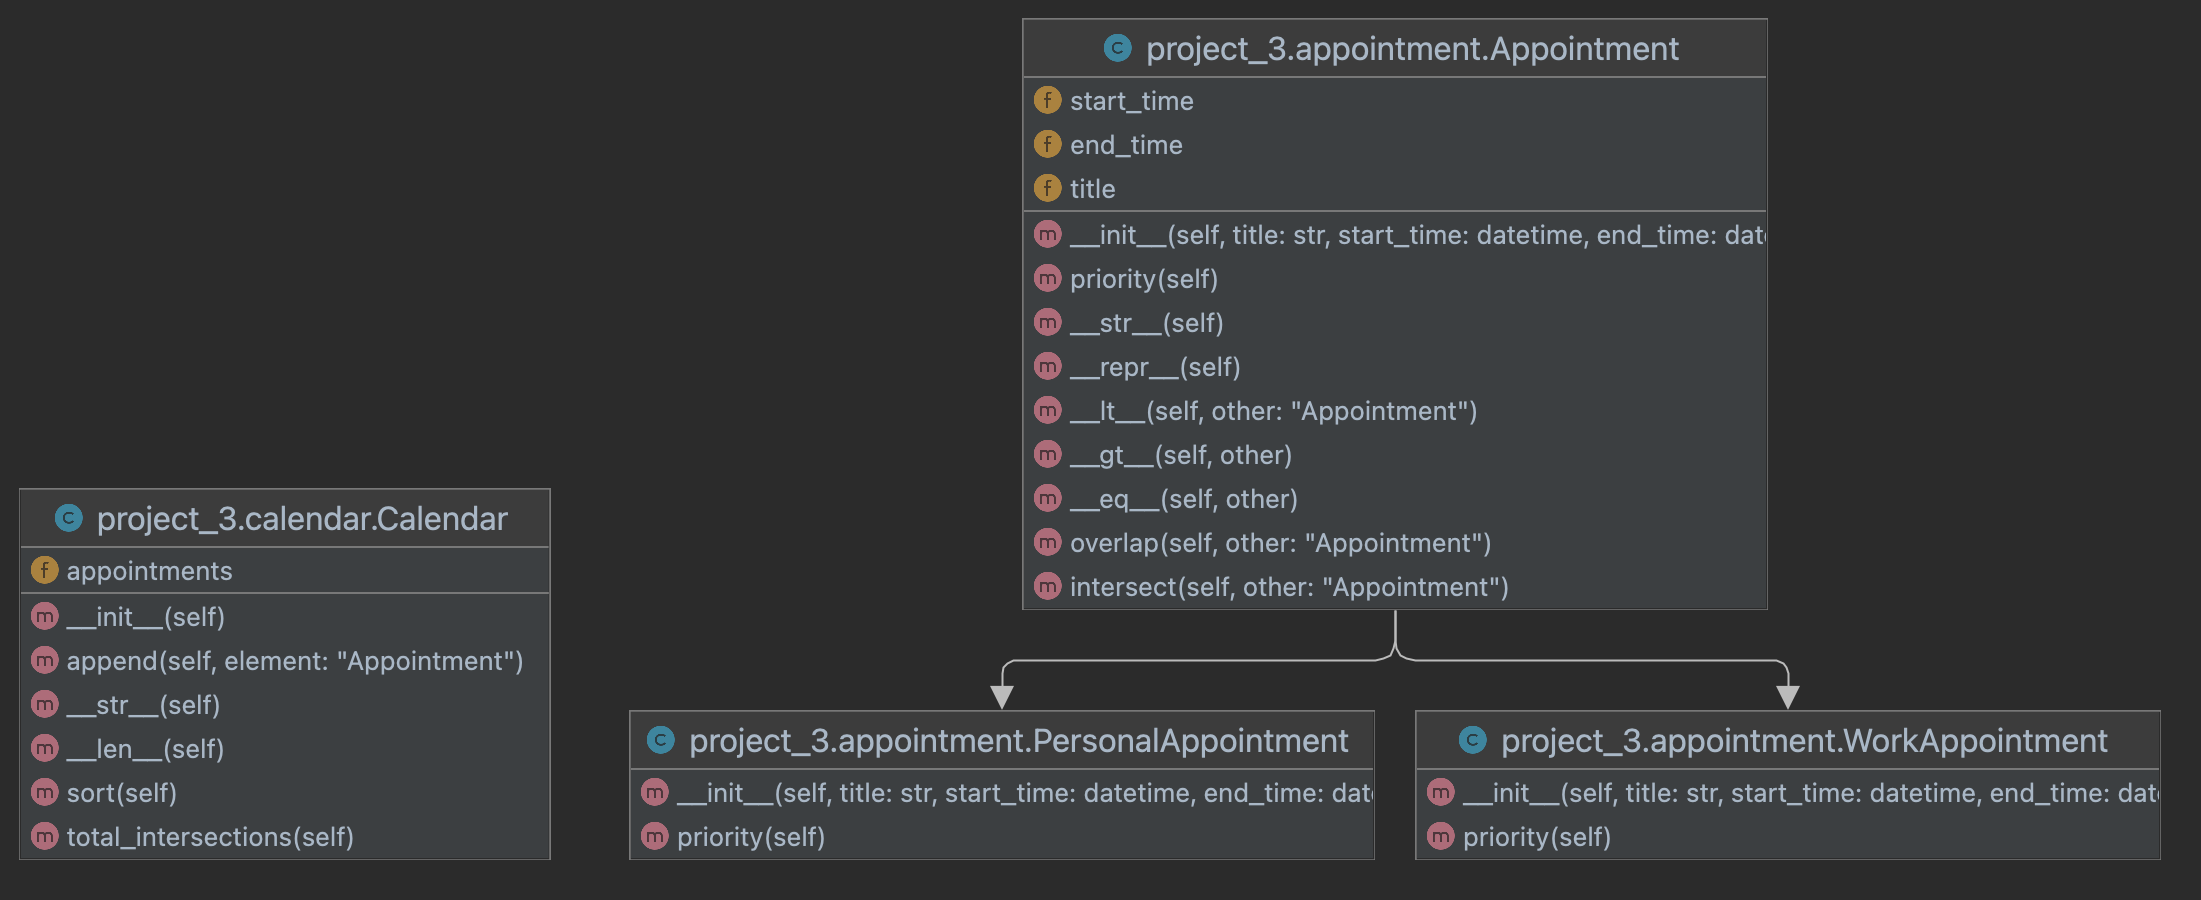 project_3.appointment.Appointment
start_time
end_time
title
__init__(self, title: str, start_time: datetime, end_time:
priority(self)
__str__(self)
__repr__(self)
__lt__(self, other: "Appointment")
__gt__(self, other)
__eq__(self, other)
overlap(self, other: "Appointment")
intersect(self, other: "Appointment")
project_3.calendar.Calendar
appointments
__init__(self)
append(self, element: "Appointment")
__str__(self)
__len__(self)
sort(self)
total_intersections(self)
project_3.appointment.PersonalAppointment
__init__(self, title: str, start_time: datetime, end_time:
priority(self)
project_3.appointment.WorkAppointment
__init__(self, title: str, start_time: datetime, end_time:
priority(self)